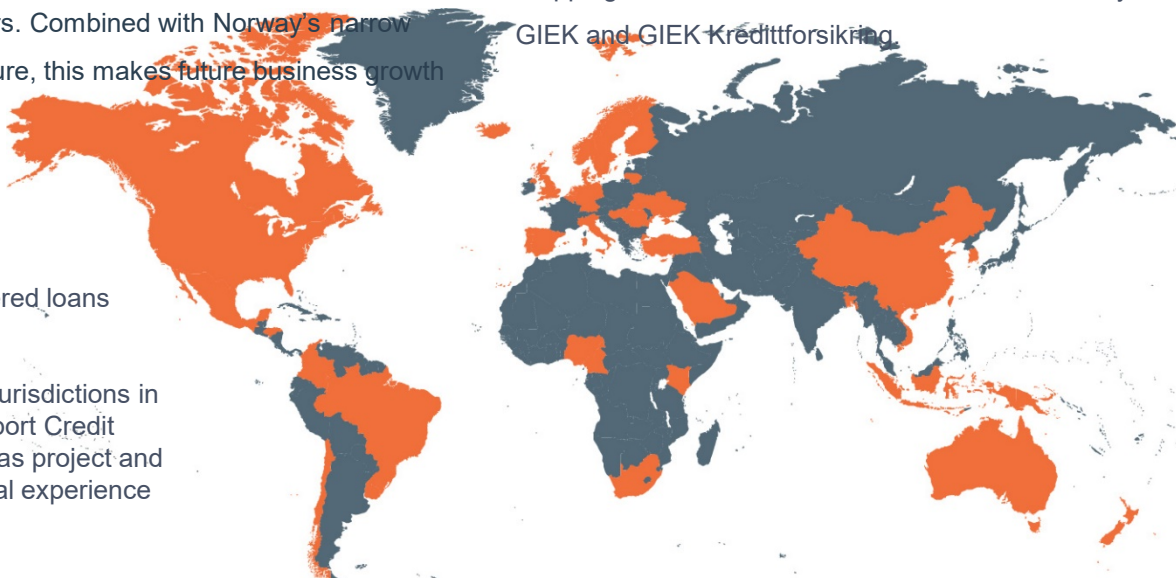 rs. Combined with Norway's narrow
ure, this makes future business growth
GIEK and GIEK Kredittforsikring
red loans
urisdictions in
port Credit
as project and
al experience